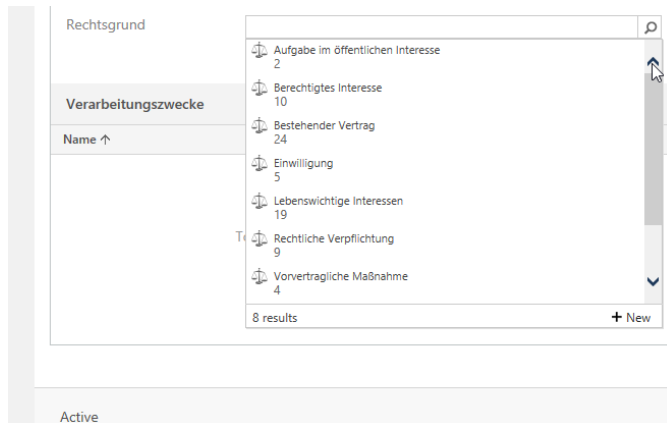 Rechtsgrund
Aufgabe im öffentlichen Interesse
2
Berechtigtes Interesse
10
Verarbeitungszwecke
Bestehender Vertrag
24
Name ↑
Einwilligung
5
Lebenswichtige Interessen
19
Rechtliche Verpflichtung
9
Vorvertragliche Maßnahme
4
8 results
+ New
Active